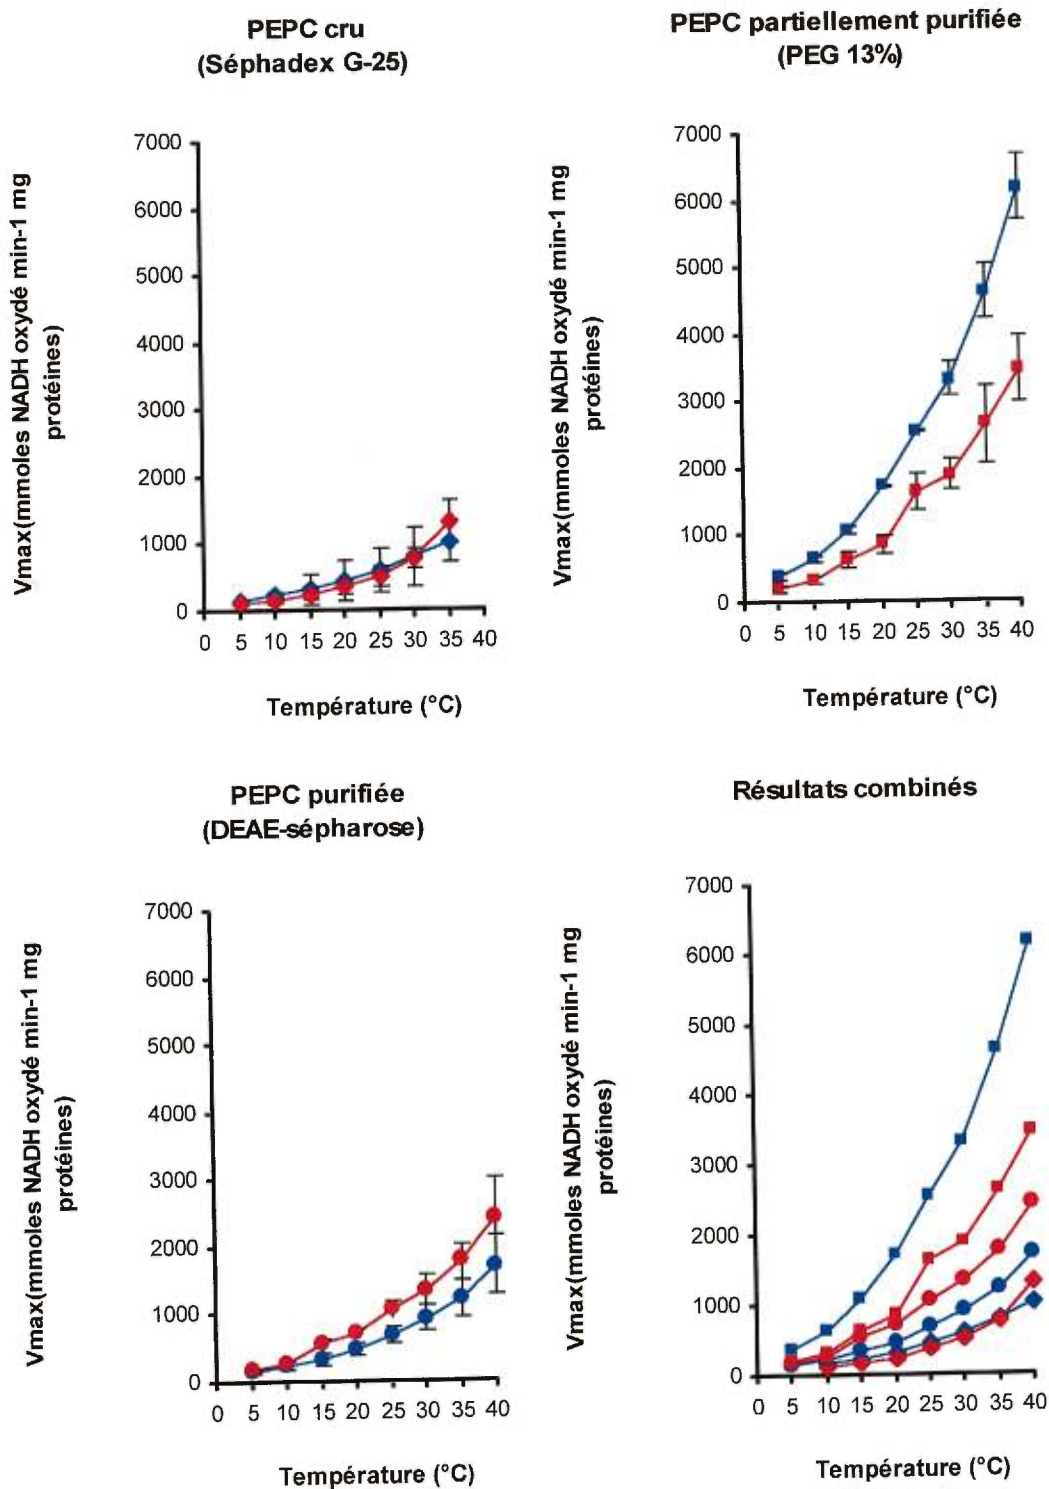 PEPC cru
(Séphadex G-25)
Vmax(mmoles NADH oxydé min-1 mg
protéines)
7000
6000
5000
4000
3000
2000
1000
0
0 5 10 15 20 25 30 35 40
Température (°C)
PEPC partiellement purifiée
(PEG 13%)
Vmax(mmoles NADH oxydé min-1 mg
protéines)
7000
6000
5000
4000
3000
2000
1000
0
0 5 10 15 20 25 30 35 40
Température (°C)
PEPC purifiée
(DEAE-sépharose)
Vmax(mmoles NADH oxydé min-1 mg
protéines)
7000
6000
5000
4000
3000
2000
1000
0
0 5 10 15 20 25 30 35 40
Température (°C)
Résultats combinés
Vmax(mmoles NADH oxydé min-1 mg
protéines)
7000
6000
5000
4000
3000
2000
1000
0
0 5 10 15 20 25 30 35 40
Température (°C)